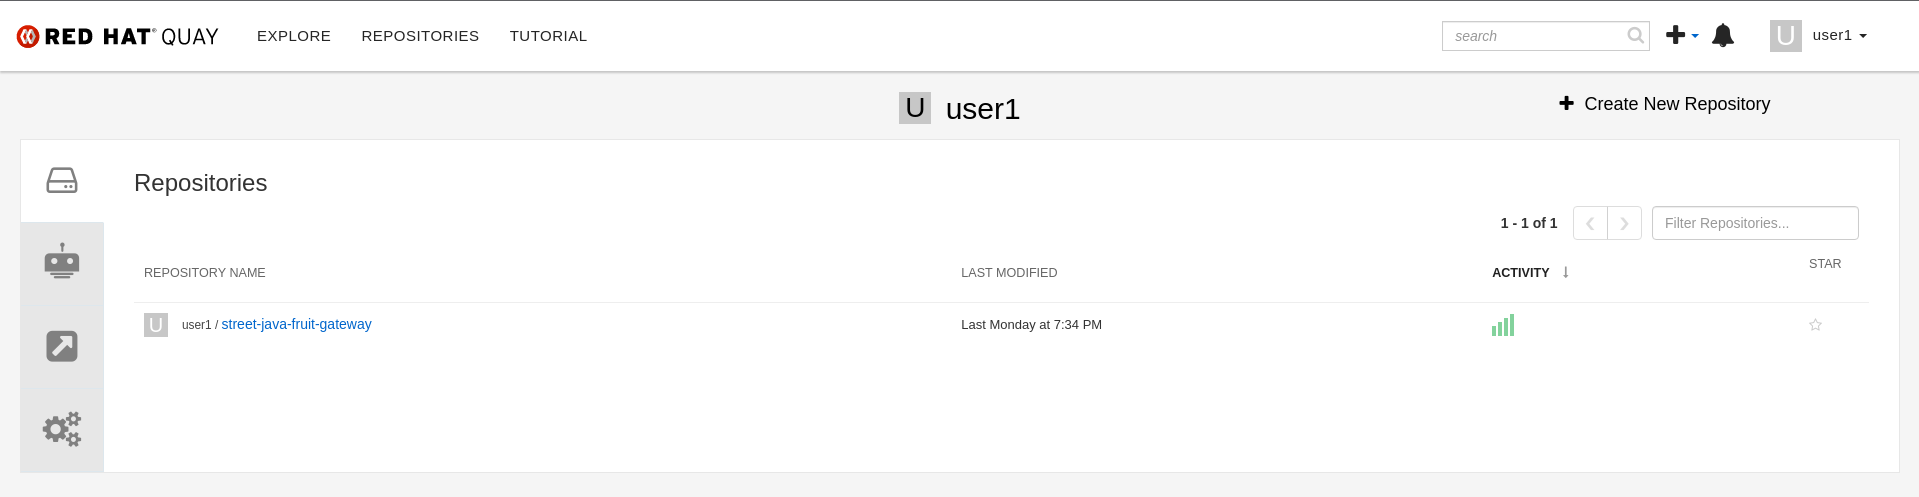 RED HAT® QUAY EXPLORE REPOSITORIES TUTORIAL search U user1
U user1 Create New Repository
Repositories
1 - 1 of 1 Filter Repositories...
REPOSITORY NAME LAST MODIFIED ACTIVITY STAR
U user1 / street-java-fruit-gateway Last Monday at 7:34 PM